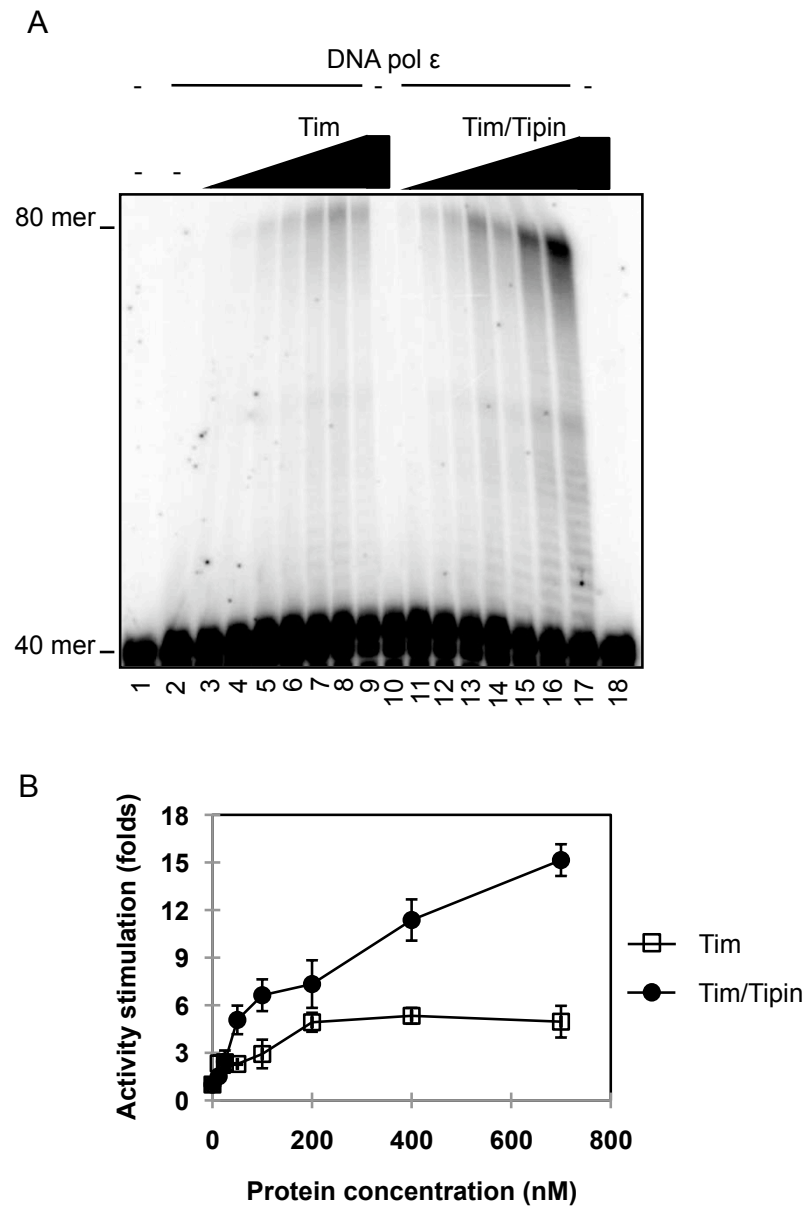 A
DNA pol ε
- -
-
Tim Tim/Tipin
- -
80 mer
40 mer
1 2 3 4 5 6 7 8 9 10 11 12 13 14 15 16 17 18
B
Activity stimulation (folds)
18
15
12
9
6
3
0
0 200 400 600 800
Protein concentration (nM)
Tim
Tim/Tipin